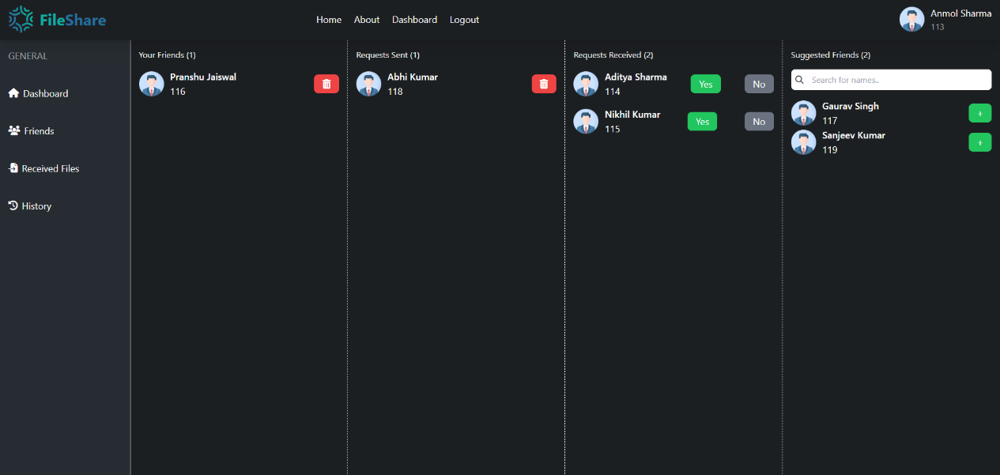 FileShare
Home About Dashboard Logout
Anmol Sharma
113
GENERAL
Dashboard
Friends
Received Files
History
Your Friends (1)
Pranshu Jaiswal
116
Requests Sent (1)
Abhi Kumar
118
Requests Received (2)
Aditya Sharma
114
Yes No
Nikhil Kumar
115
Yes No
Suggested Friends (2)
Search for names..
Gaurav Singh
117
+
Sanjeev Kumar
119
+